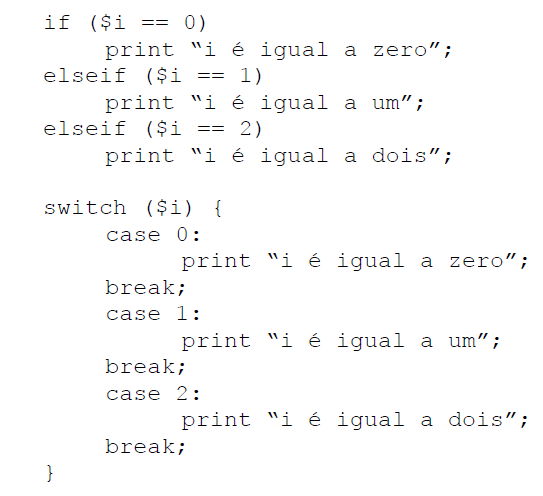 if ($i == 0)
print “i é igual a zero”;
elseif ($i == 1)
print “i é igual a um”;
elseif ($i == 2)
print “i é igual a dois”;
switch ($i) {
case 0:
print “i é igual a zero”;
break;
case 1:
print “i é igual a um”;
break;
case 2:
print “i é igual a dois”;
break;
}